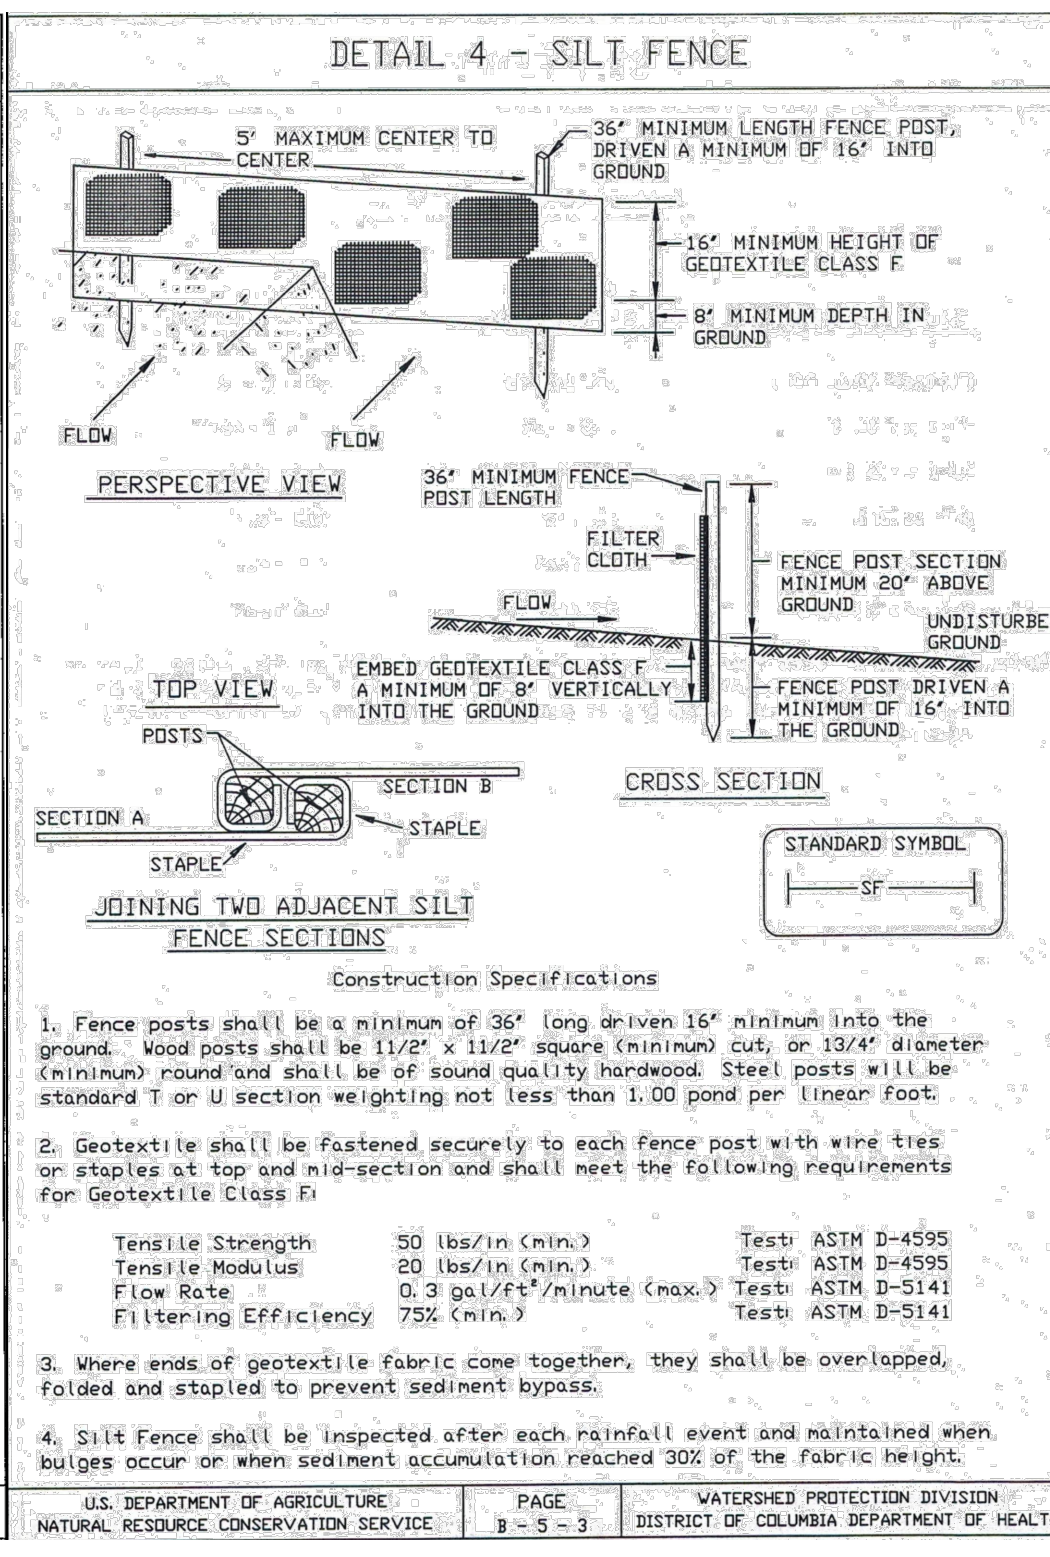 DETAIL 4 - SILT FENCE
5" MAXIMUM CENTER TO
CENTER
36" MINIMUM LENGTH FENCE POST,
DRIVEN A MINIMUM OF 16" INTO
GROUND
16" MINIMUM HEIGHT OF
GEOTEXTILE CLASS F
8" MINIMUM DEPTH IN
GROUND
FLOW
FLOW
PERSPECTIVE VIEW
36" MINIMUM FENCE
POST LENGTH
FILTER
CLOTH
FENCE POST SECTION
MINIMUM 20" ABOVE
GROUND
FLOW
UNDISTURBE
GROUND
EMBED GEOTEXTILE CLASS F
A MINIMUM OF 8" VERTICALLY
INTO THE GROUND
FENCE POST DRIVEN A
MINIMUM OF 16" INTO
THE GROUND
CROSS SECTION
TOP VIEW
POSTS
SECTION B
SECTION A
STAPLE
STAPLE
JOINING TWO ADJACENT SILT
FENCE SECTIONS
STANDARD SYMBOL
SF
Construction Specifications
1. Fence posts shall be a minimum of 36" long driven 16" minimum into the
ground. Wood posts shall be 11/2" x 11/2" square (minimum) cut, or 13/4" diameter
(minimum) round and shall be of sound quality hardwood. Steel posts will be
standard T or U section weighting not less than 1.00 pond per linear foot.
2. Geotextile shall be fastened securely to each fence post with wire ties
or staples at top and mid-section and shall meet the following requirements
for Geotextile Class F:
Tensile Strength 50 lbs/in (min.) Test: ASTM D-4595
Tensile Modulus 20 lbs/in (min.) Test: ASTM D-4595
Flow Rate 0.3 gal/ft²/minute (max.) Test: ASTM D-5141
Filtering Efficiency 75% (min.) Test: ASTM D-5141
3. Where ends of geotextile fabric come together, they shall be overlapped,
folded and stapled to prevent sediment bypass.
4. Silt Fence shall be inspected after each rainfall event and maintained when
bulges occur or when sediment accumulation reached 30% of the fabric height.
U.S. DEPARTMENT OF AGRICULTURE
NATURAL RESOURCE CONSERVATION SERVICE
PAGE
B - 5 - 3
WATERSHED PROTECTION DIVISION
DISTRICT OF COLUMBIA DEPARTMENT OF HEALT